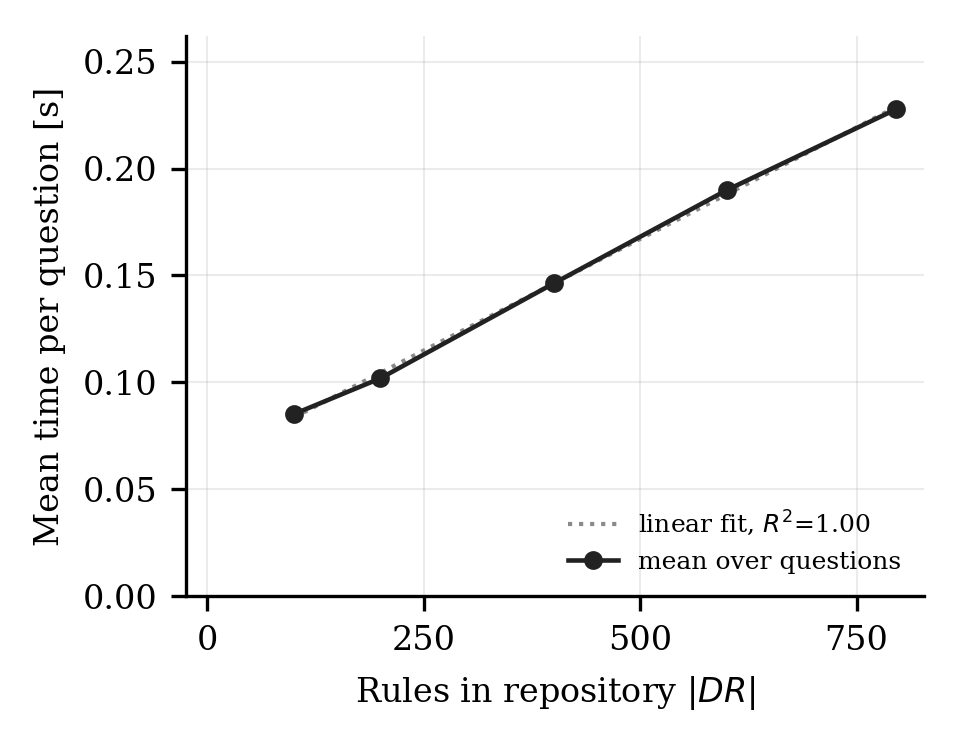 0.25
0.20
0.15
0.10
0.05
0.00
Mean time per question [s]
linear fit, R²=1.00
mean over questions
0 250 500 750
Rules in repository |DR|